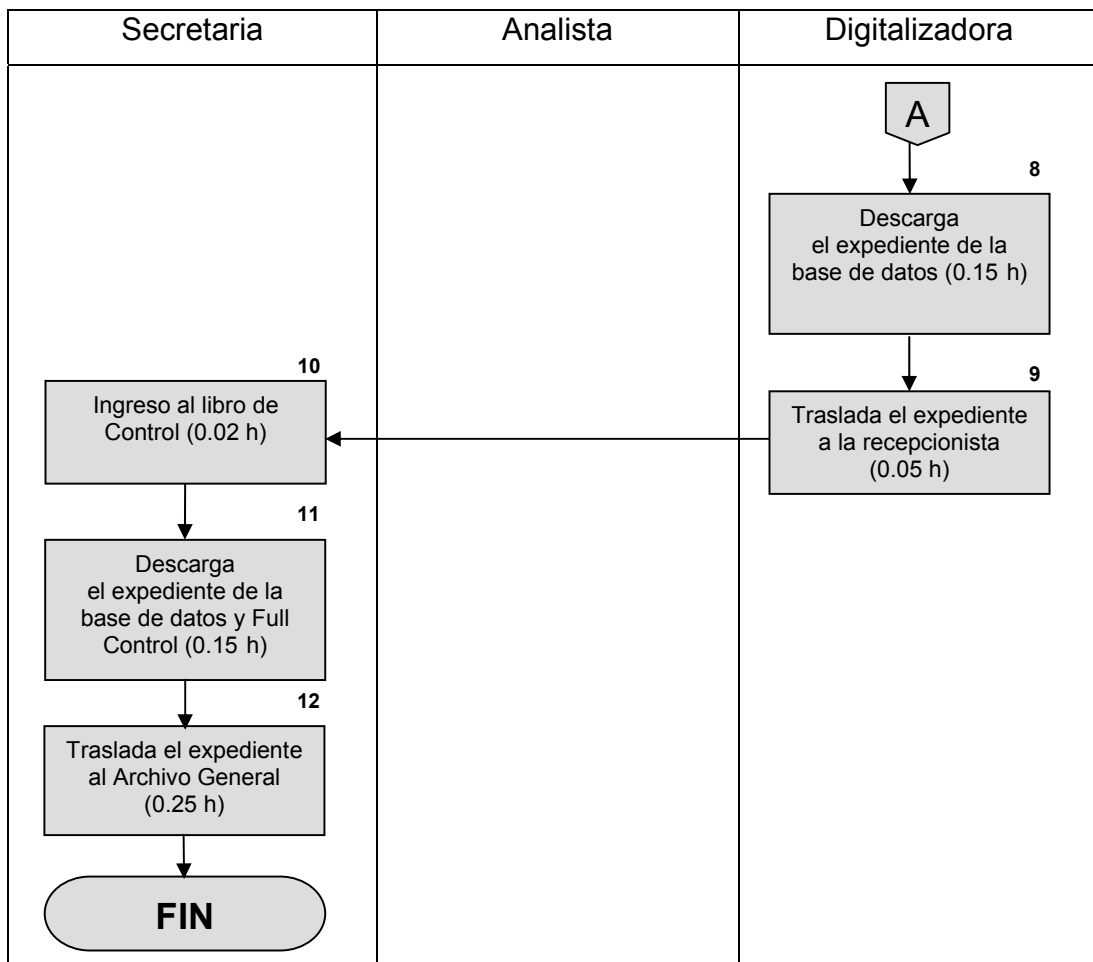 Secretaria
Analista
Digitalizadora
A
8
Descarga
el expediente de la
base de datos (0.15 h)
9
Traslada el expediente
a la recepcionista
(0.05 h)
10
Ingreso al libro de
Control (0.02 h)
11
Descarga
el expediente de la
base de datos y Full
Control (0.15 h)
12
Traslada el expediente
al Archivo General
(0.25 h)
FIN